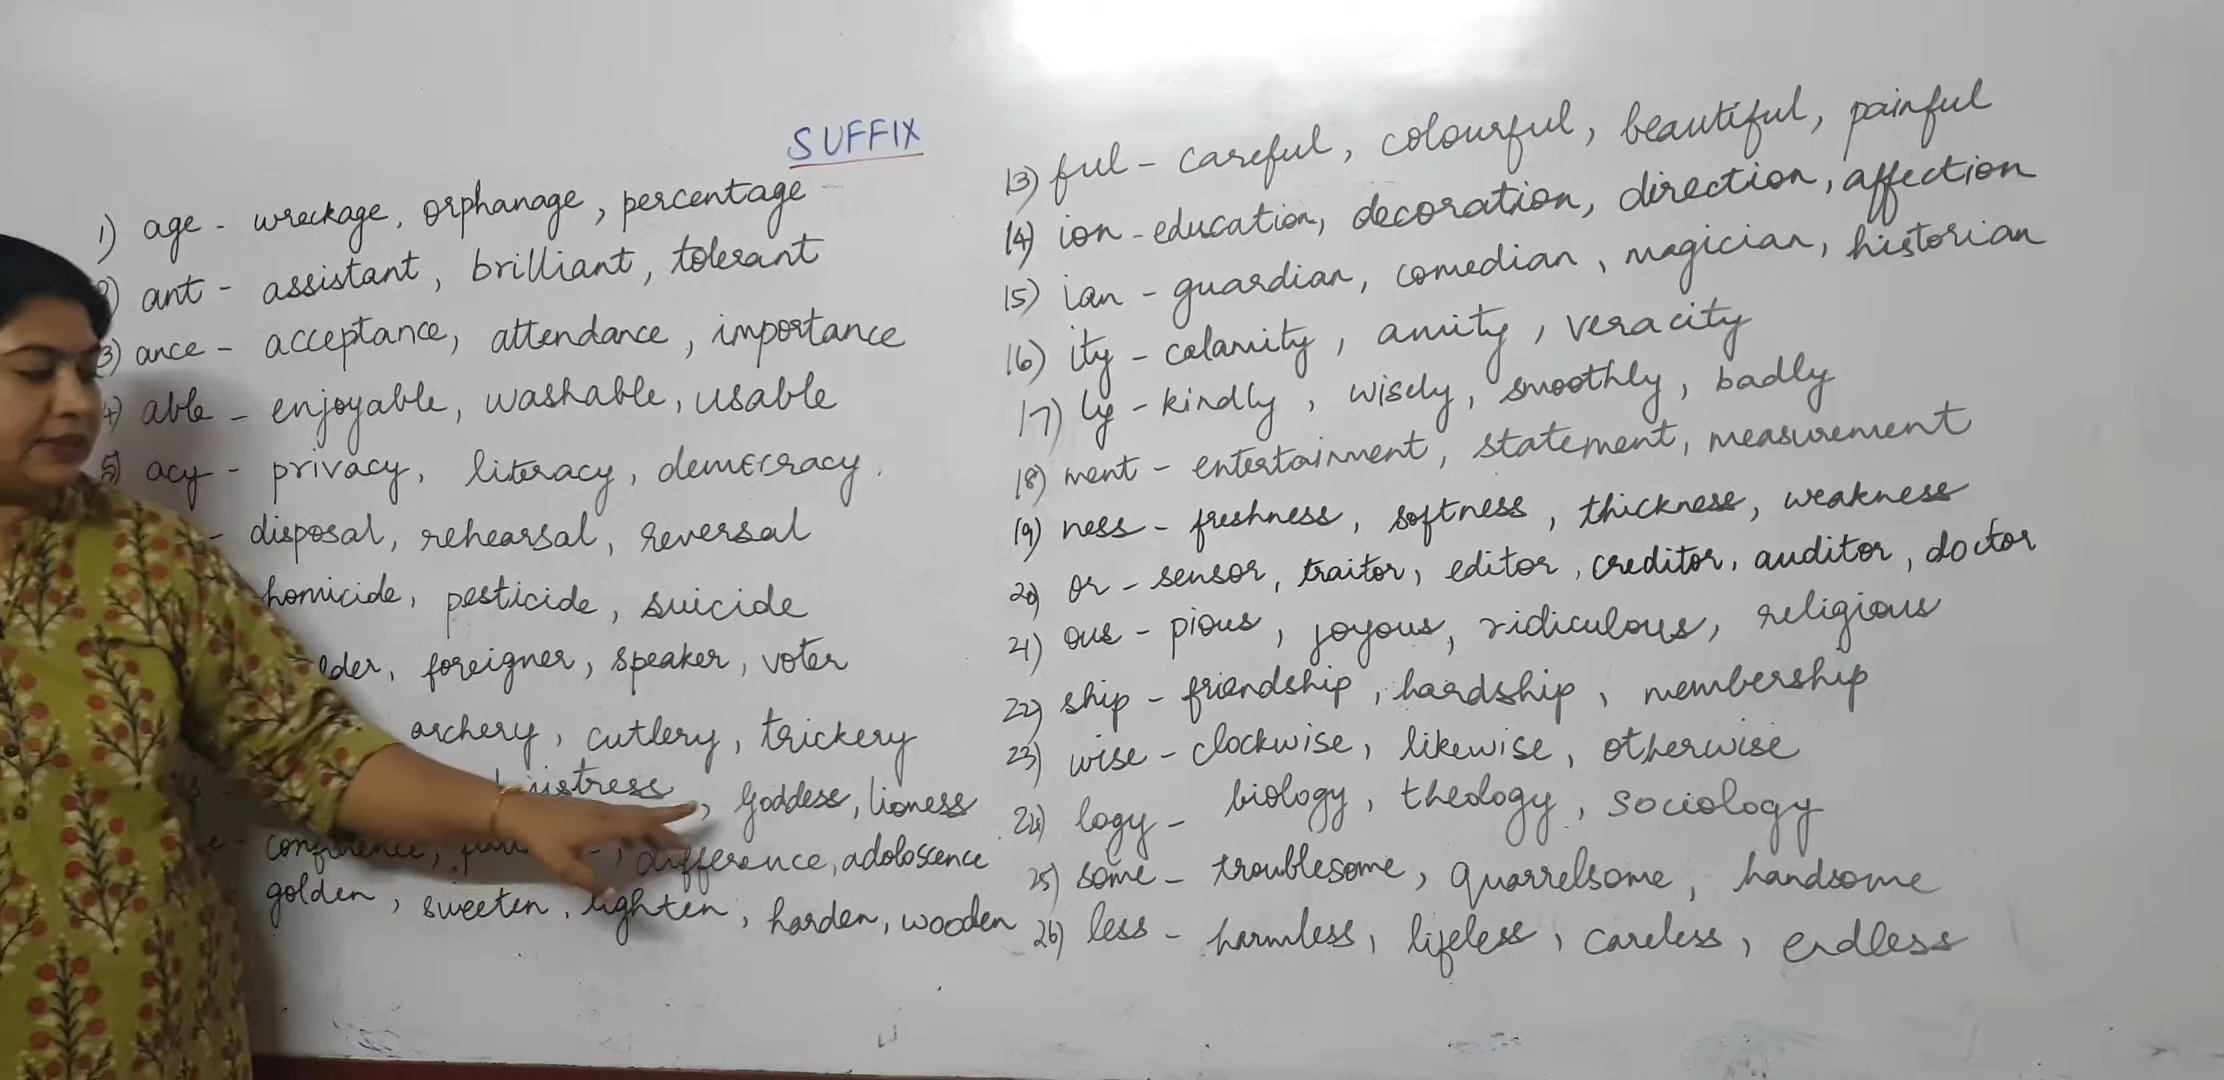 SUFFIX
1) age - wreckage, orphanage, percentage
2) ant - assistant, brilliant, tolerant
3) ance - acceptance, attendance, importance
4) able - enjoyable, washable, usable
5) acy - privacy, literacy, democracy.
- disposal, rehearsal, reversal
homicide, pesticide, suicide
foreigner, speaker, voter
archery, cutlery, trickery
, Goddess, lioness
difference, adoloscence
golden, sweeten, lighten, harden, wooden
13) ful - careful, colourful, beautiful, painful
14) ion - education, decoration, direction, affection
15) ian - guardian, comedian, magician, historian
16) ity - calamity, amity, veracity
17) ly - kindly, wisely, smoothly, badly
18) ment - entertainment, statement, measurement
19) ness - freshness, softness, thickness, weakness
20) or - sensor, traitor, editor, creditor, auditor, doctor
21) ous - pious, joyous, ridiculous, religious
22) ship - friendship, hardship, membership
23) wise - clockwise, likewise, otherwise
24) logy - biology, theology, sociology
25) some - troublesome, quarrelsome, handsome
26) less - harmless, lifeless, careless, endless